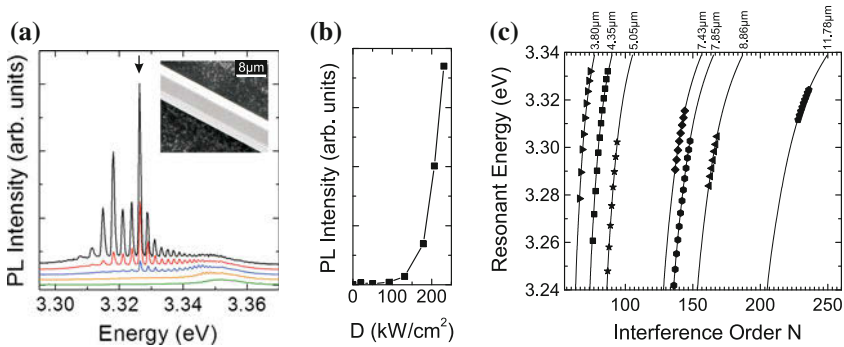 (a)
PL Intensity (arb. units)
8µm
3.30 3.32 3.34 3.36
Energy (eV)
(b)
PL Intensity (arb. units)
0 100 200
D (kW/cm²)
(c)
3.80µm
4,35µm
5,05µm
7.43µm
7,85µm
8,86µm
11,78µm
Resonant Energy (eV)
3.34
3.32
3.30
3.28
3.26
3.24
100 150 200 250
Interference Order N